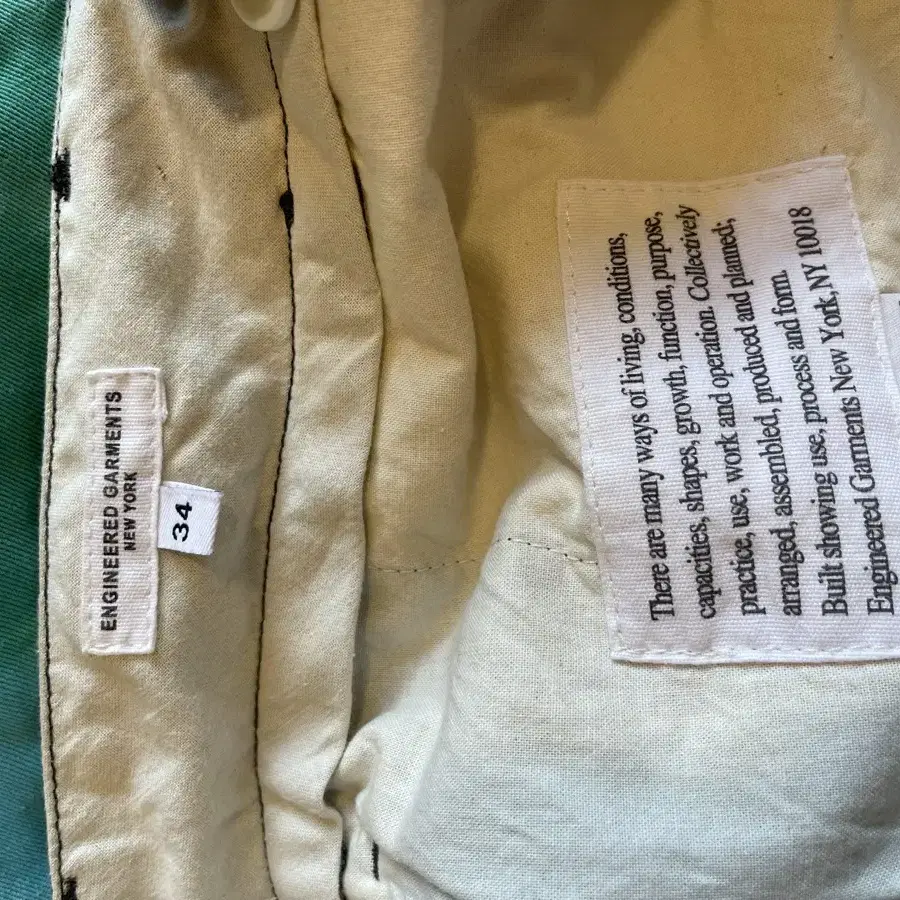 ENGINEERED GARMENTS
NEW YORK
34
There are many ways of living, conditions,
capacities, shapes, growth, function, purpose,
practice, use, work and operation. Collectively
arranged, assembled, produced and planned;
Built showing use, process and form.
Engineered Garments New York, NY 10018